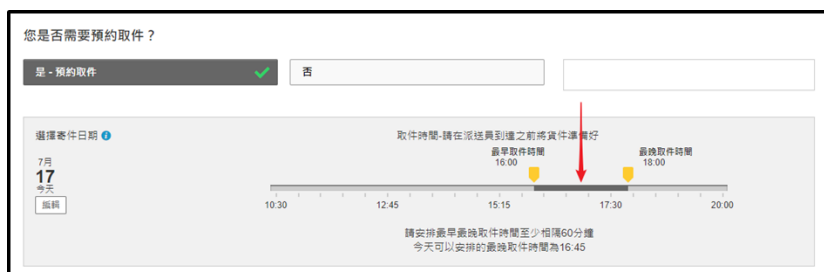 您是否需要預約取件？
是 - 預約取件
否
選擇寄件日期
取件時間-請在派送員到達之前將貨件準備好
7月
17
今天
編輯
最早取件時間
16:00
最晚取件時間
18:00
10:30
12:45
15:15
17:30
20:00
請安排最早最晚取件時間至少相隔60分鐘
今天可以安排的最晚取件時間為16:45